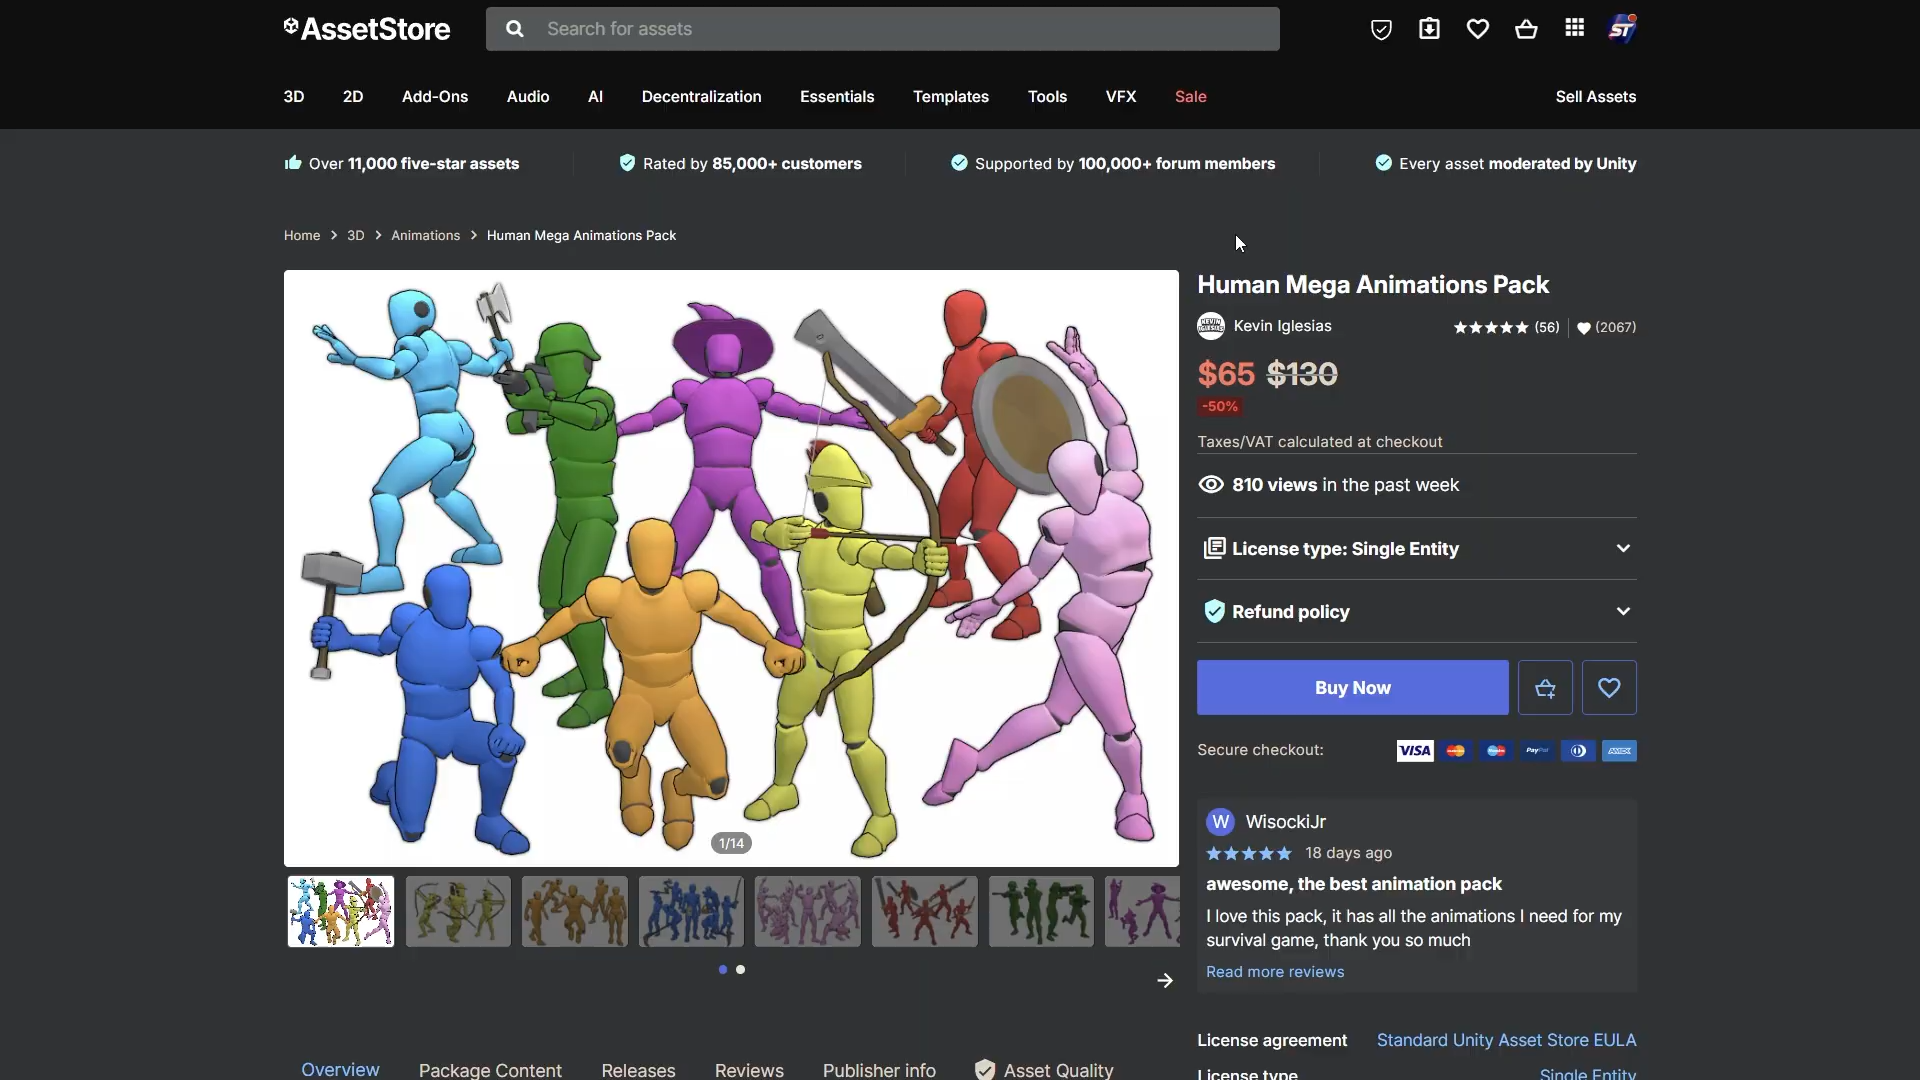 AssetStore
Search for assets
ST
3D 2D Add-Ons Audio AI Decentralization Essentials Templates Tools VFX Sale Sell Assets
Over 11,000 five-star assets Rated by 85,000+ customers Supported by 100,000+ forum members Every asset moderated by Unity
Home > 3D > Animations > Human Mega Animations Pack
Human Mega Animations Pack
KEVIN IGLESIAS
Kevin Iglesias ★★★★★ (56) (2067)
$65 $130
-50%
Taxes/VAT calculated at checkout
810 views in the past week
License type: Single Entity
Refund policy
Buy Now
Secure checkout: VISA PayPal AMEX
1/14
W WisockiJr
★★★★★ 18 days ago
awesome, the best animation pack
I love this pack, it has all the animations I need for my
survival game, thank you so much
Read more reviews
License agreement Standard Unity Asset Store EULA
License type Single Entity
Overview Package Content Releases Reviews Publisher info Asset Quality